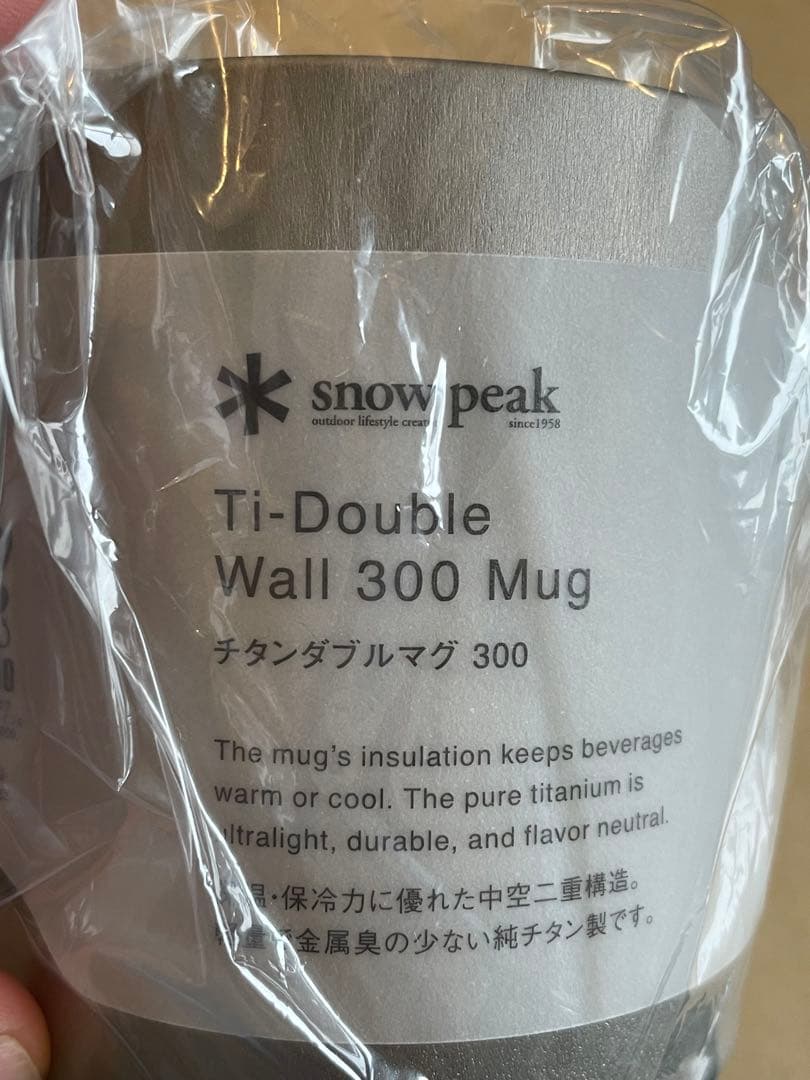 snow peak
outdoor lifestyle since1958
Ti-Double
Wall 300 Mug
チタンダブルマグ 300
The mug's insulation keeps beverages
warm or cool. The pure titanium is
ultralight, durable, and flavor neutral.
温・保冷力に優れた中空二重構造。
金属臭の少ない純チタン製です。